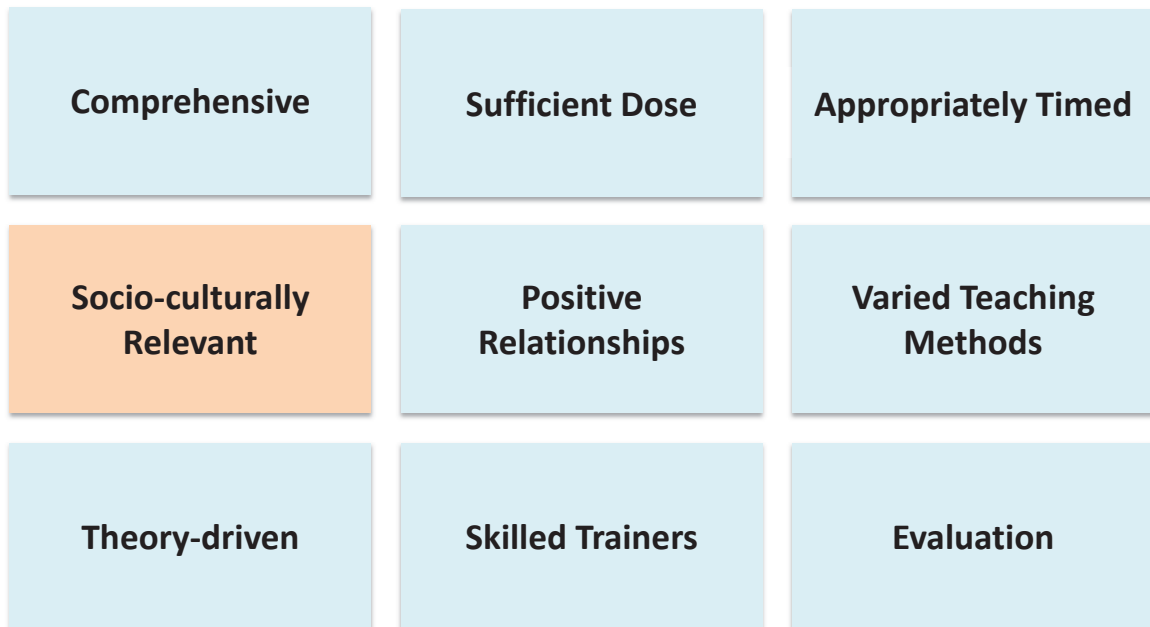 Comprehensive
Sufficient Dose
Appropriately Timed
Socio-culturally
Relevant
Positive
Relationships
Varied Teaching
Methods
Theory-driven
Skilled Trainers
Evaluation